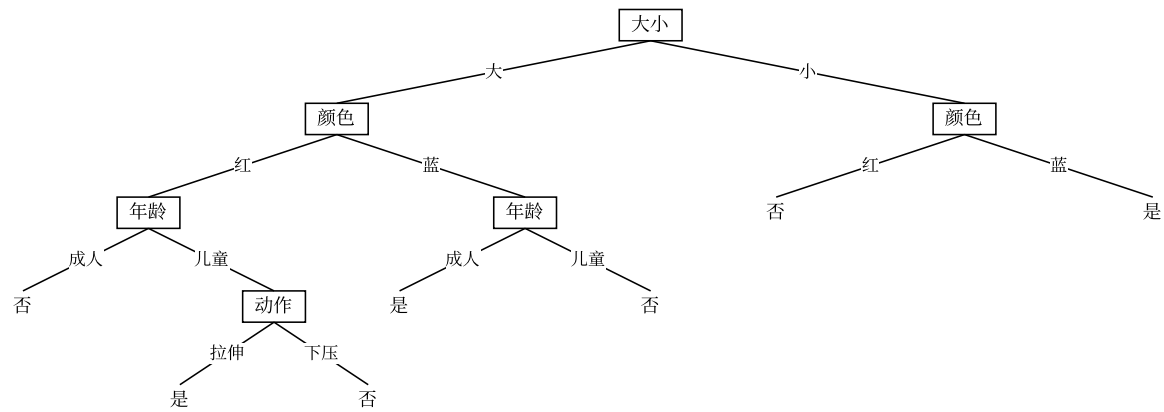 大小
大 小
颜色 颜色
红 蓝 红 蓝
年龄 年龄 否 是
成人 儿童 成人 儿童
否 动作 是 否
拉伸 下压
是 否